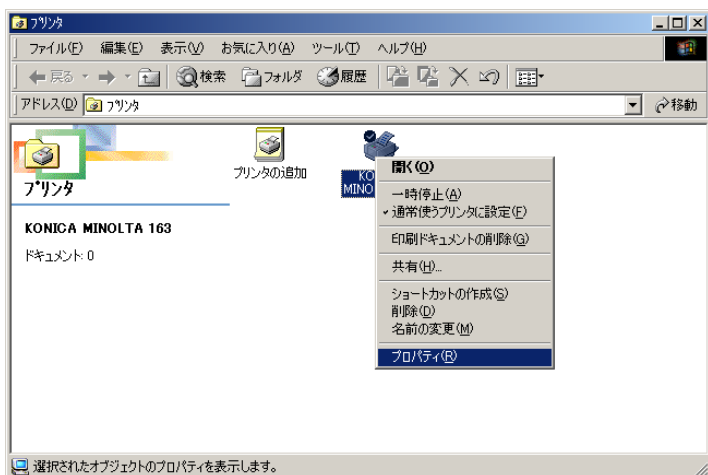 プリンタ
ファイル(F) 編集(E) 表示(V) お気に入り(A) ツール(T) ヘルプ(H)
戻る 検索 フォルダ 履歴
アドレス(D) プリンタ 移動
プリンタ
KONICA MINOLTA 163
ドキュメント: 0
プリンタの追加
KO
MINO
開く(O)
一時停止(A)
通常使うプリンタに設定(F)
印刷ドキュメントの削除(G)
共有(H)...
ショートカットの作成(S)
削除(D)
名前の変更(M)
プロパティ(R)
選択されたオブジェクトのプロパティを表示します。